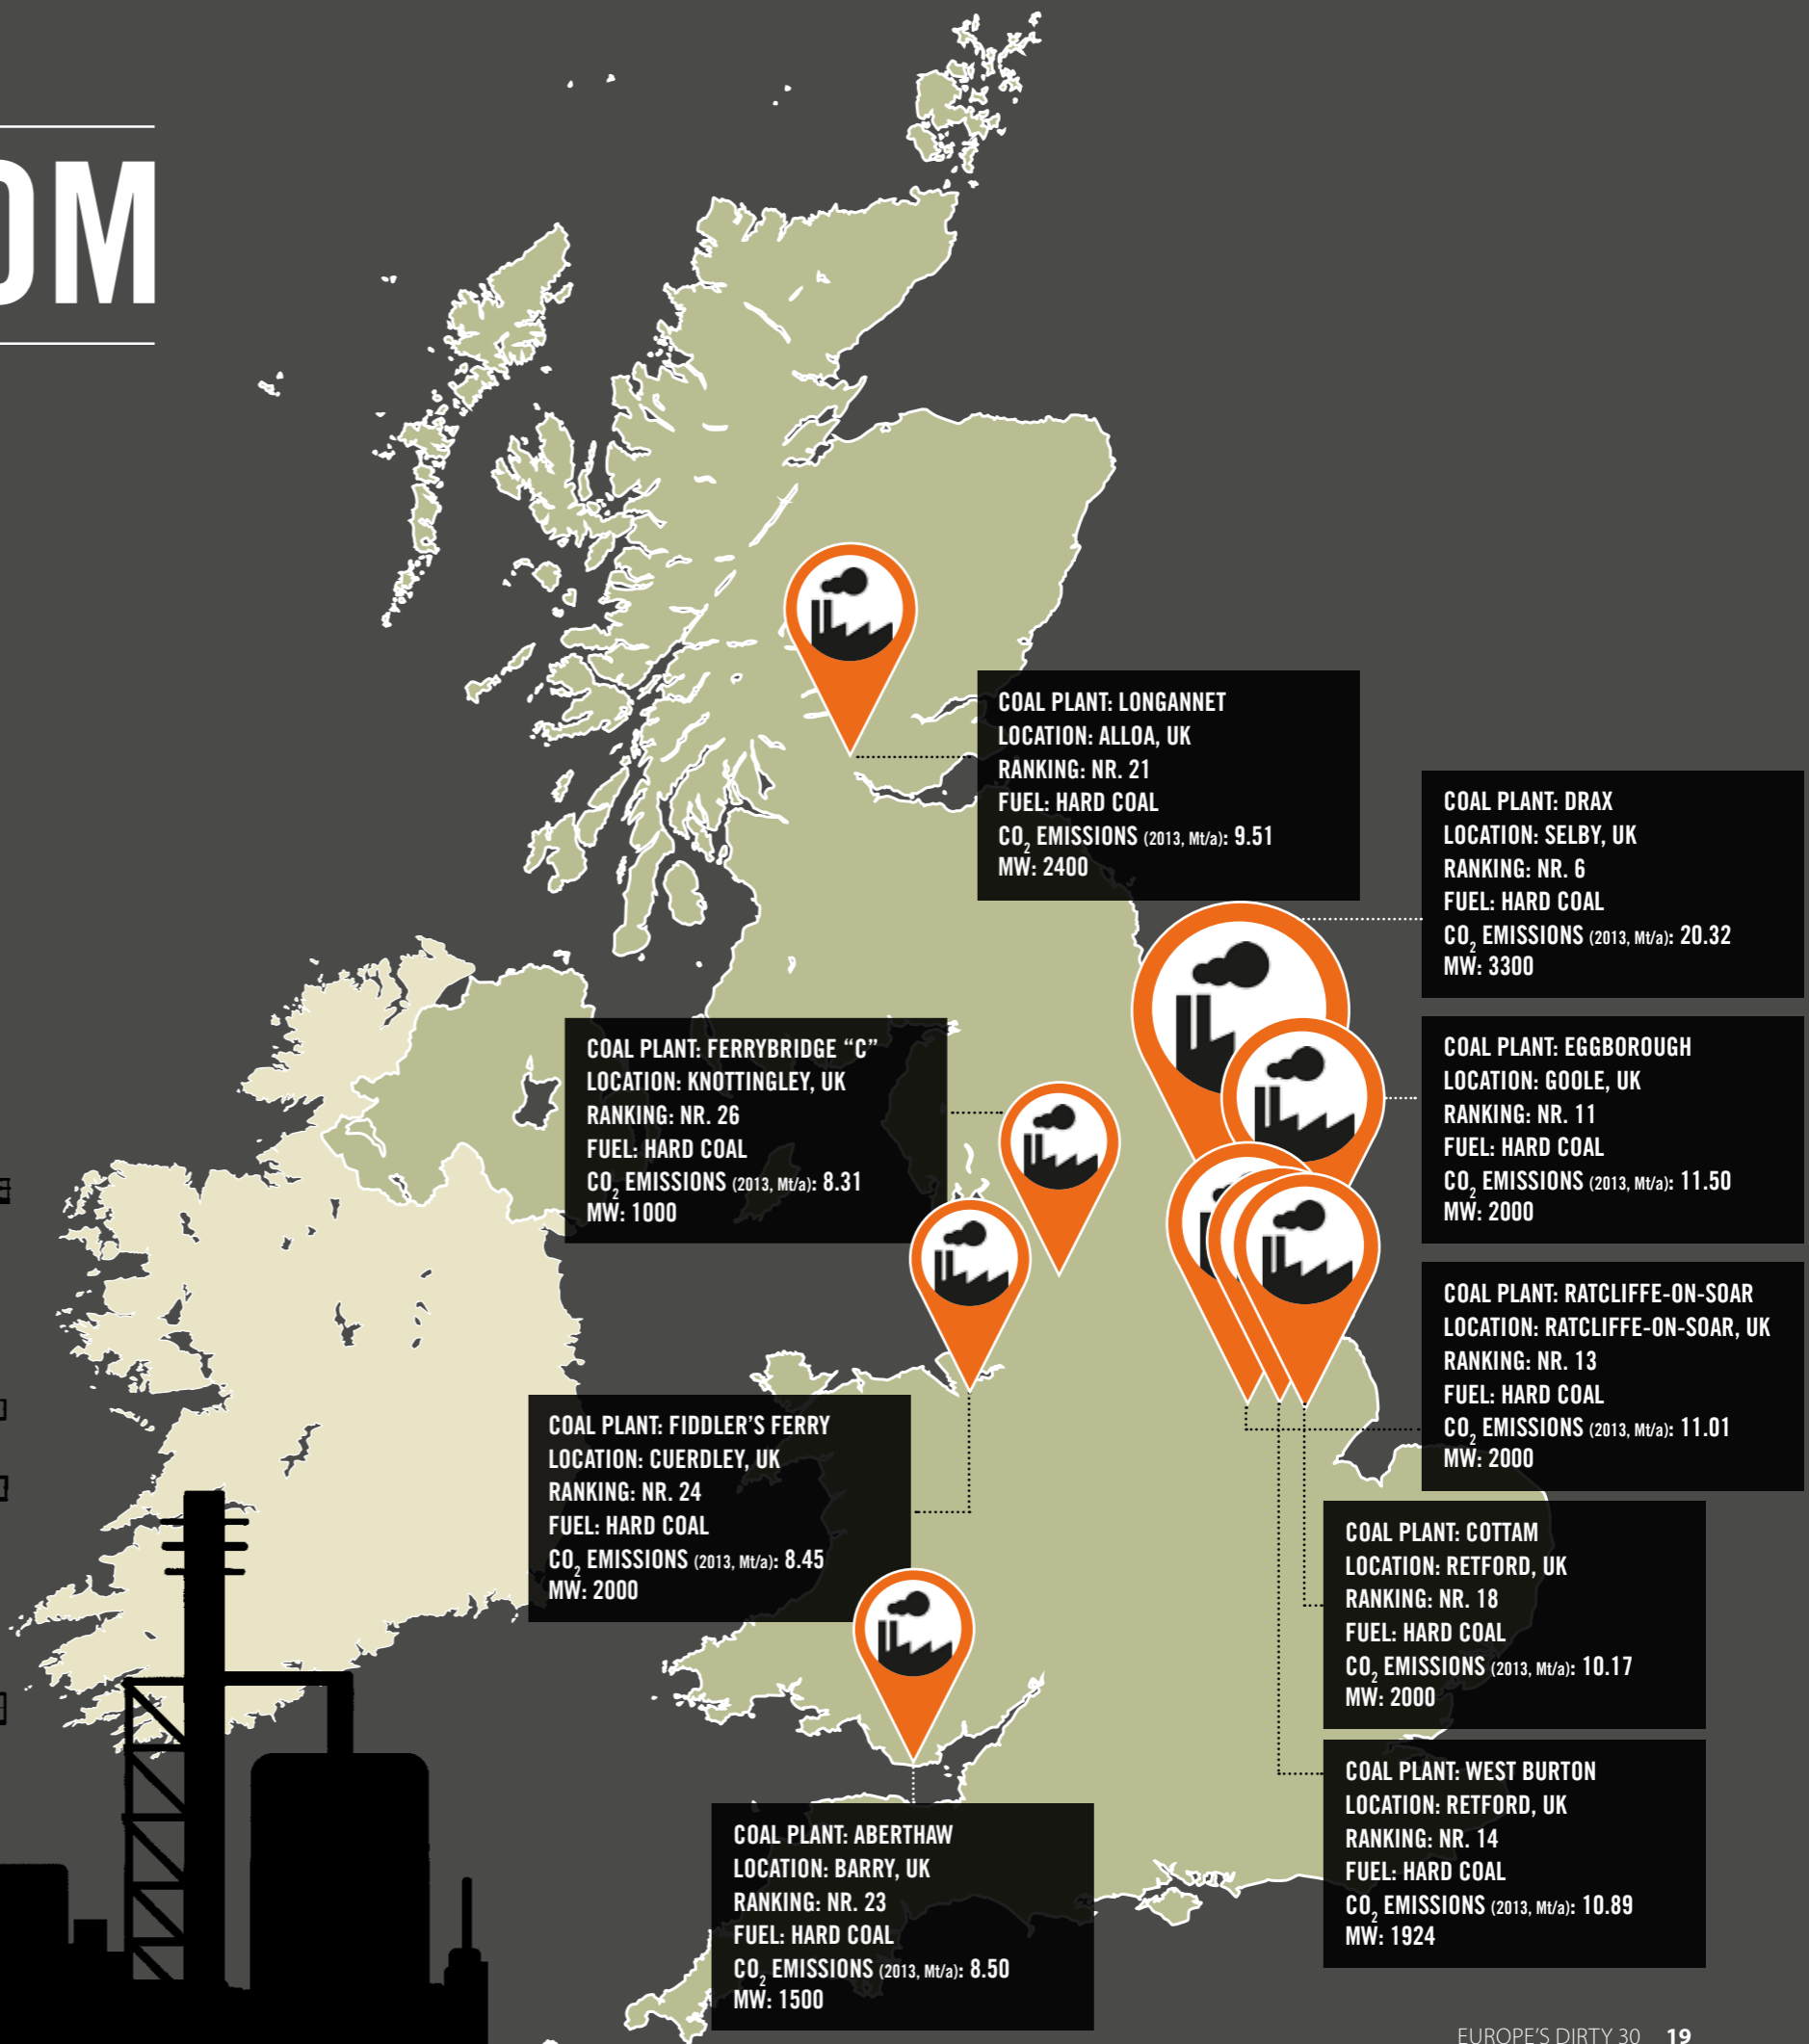 COAL PLANT: LONGANNET
LOCATION: ALLOA, UK
RANKING: NR. 21
FUEL: HARD COAL
CO₂ EMISSIONS (2013, Mt/a): 9.51
MW: 2400
COAL PLANT: DRAX
LOCATION: SELBY, UK
RANKING: NR. 6
FUEL: HARD COAL
CO₂ EMISSIONS (2013, Mt/a): 20.32
MW: 3300
COAL PLANT: FERRYBRIDGE “C”
LOCATION: KNOTTINGLEY, UK
RANKING: NR. 26
FUEL: HARD COAL
CO₂ EMISSIONS (2013, Mt/a): 8.31
MW: 1000
COAL PLANT: EGGBOROUGH
LOCATION: GOOLE, UK
RANKING: NR. 11
FUEL: HARD COAL
CO₂ EMISSIONS (2013, Mt/a): 11.50
MW: 2000
COAL PLANT: RATCLIFFE-ON-SOAR
LOCATION: RATCLIFFE-ON-SOAR, UK
RANKING: NR. 13
FUEL: HARD COAL
CO₂ EMISSIONS (2013, Mt/a): 11.01
MW: 2000
COAL PLANT: FIDDLER’S FERRY
LOCATION: CUERDLEY, UK
RANKING: NR. 24
FUEL: HARD COAL
CO₂ EMISSIONS (2013, Mt/a): 8.45
MW: 2000
COAL PLANT: COTTAM
LOCATION: RETFORD, UK
RANKING: NR. 18
FUEL: HARD COAL
CO₂ EMISSIONS (2013, Mt/a): 10.17
MW: 2000
COAL PLANT: WEST BURTON
LOCATION: RETFORD, UK
RANKING: NR. 14
FUEL: HARD COAL
CO₂ EMISSIONS (2013, Mt/a): 10.89
MW: 1924
COAL PLANT: ABERTHAW
LOCATION: BARRY, UK
RANKING: NR. 23
FUEL: HARD COAL
CO₂ EMISSIONS (2013, Mt/a): 8.50
MW: 1500
EUROPE’S DIRTY 30 19